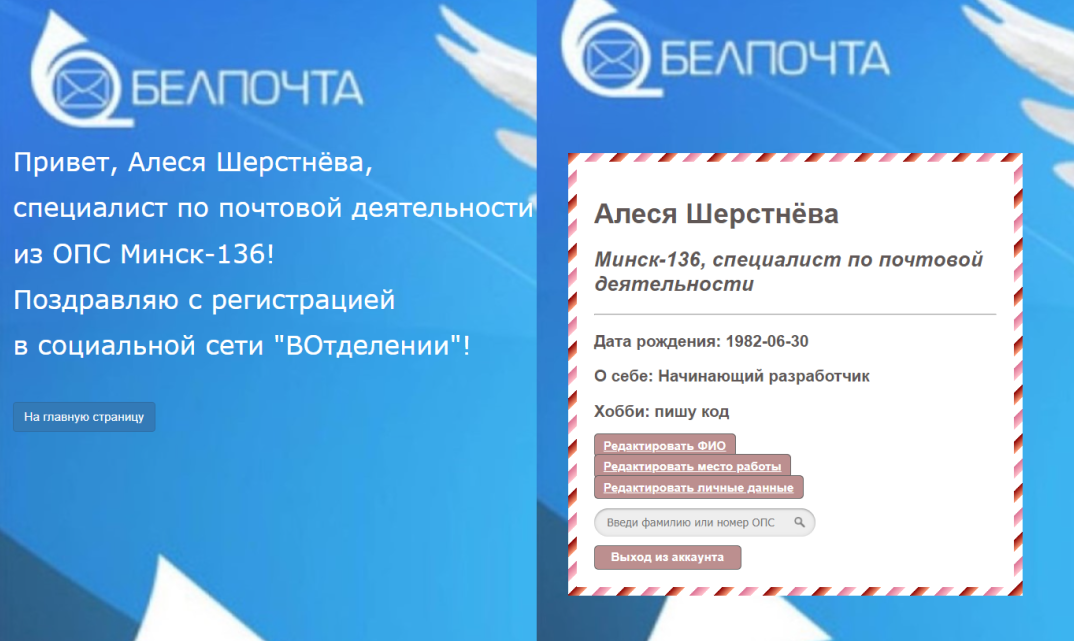 БЕЛПОЧТА
Привет, Алеся Шерстнёва,
специалист по почтовой деятельности
из ОПС Минск-136!
Поздравляю с регистрацией
в социальной сети "ВОтделении"!
На главную страницу
БЕЛПОЧТА
Алеся Шерстнёва
Минск-136, специалист по почтовой
деятельности
Дата рождения: 1982-06-30
О себе: Начинающий разработчик
Хобби: пишу код
Редактировать ФИО
Редактировать место работы
Редактировать личные данные
Введи фамилию или номер ОПС
Выход из аккаунта